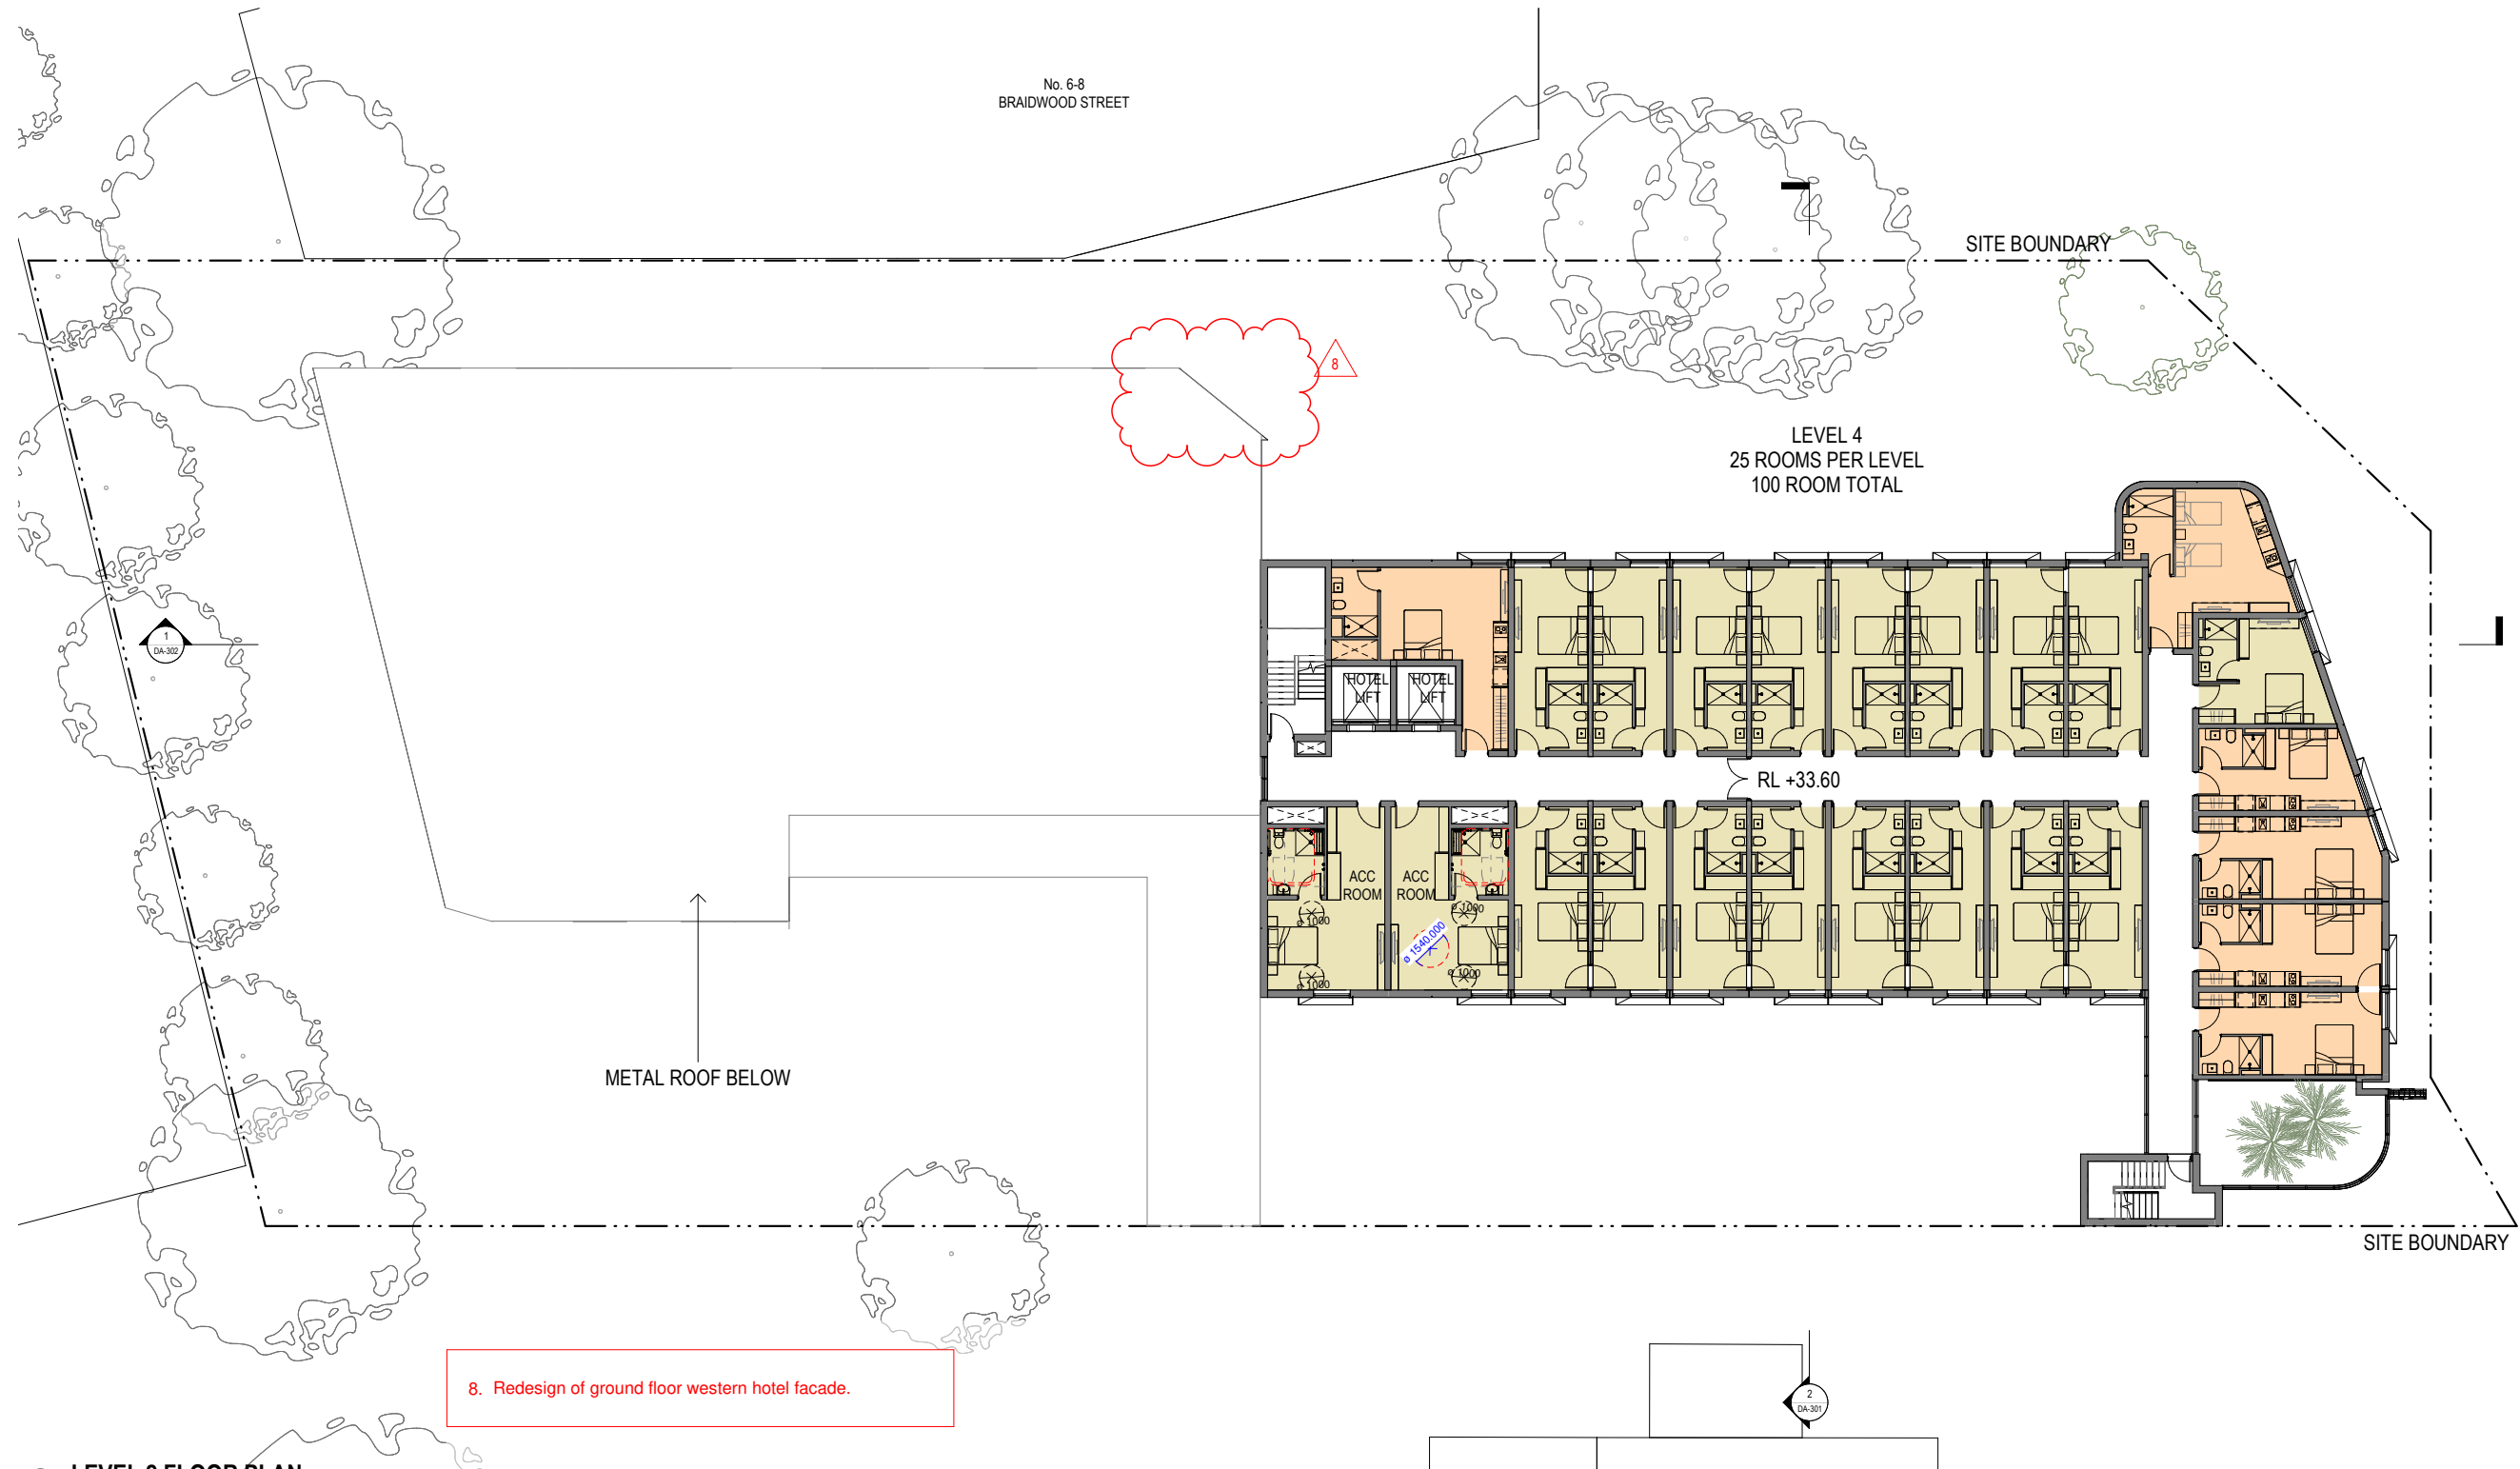 No. 6-8
BRAIDWOOD STREET
SITE BOUNDARY
8
LEVEL 4
25 ROOMS PER LEVEL
100 ROOM TOTAL
1
DA-302
HOTEL
LIFT
HOTEL
LIFT
RL +33.60
ACC
ROOM
ACC
ROOM
ø 1000
ø 1000
ø 1540.000
ø 1000
ø 1000
METAL ROOF BELOW
SITE BOUNDARY
8. Redesign of ground floor western hotel facade.
2
DA-301